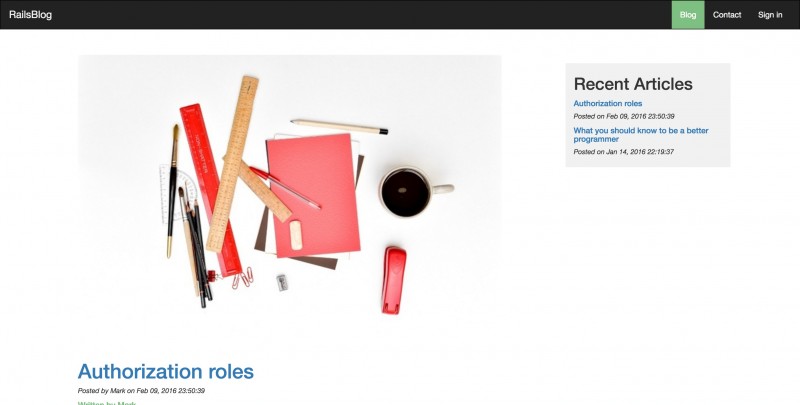 RailsBlog
Blog
Contact
Sign in
Recent Articles
Authorization roles
Posted on Feb 09, 2016 23:50:39
What you should know to be a better
programmer
Posted on Jan 14, 2016 22:19:37
Authorization roles
Posted by Mark on Feb 09, 2016 23:50:39
Written by Mark